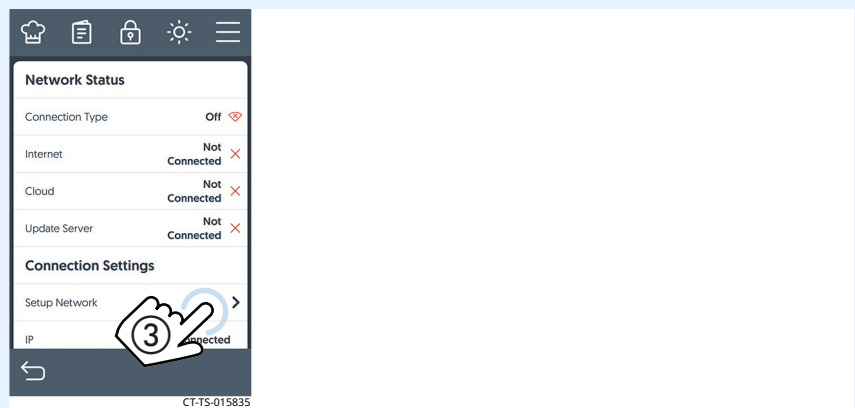 Network Status
Connection Type Off
Internet Not
Connected
Cloud Not
Connected
Update Server Not
Connected
Connection Settings
Setup Network
3
IP onnected
CT-TS-015835